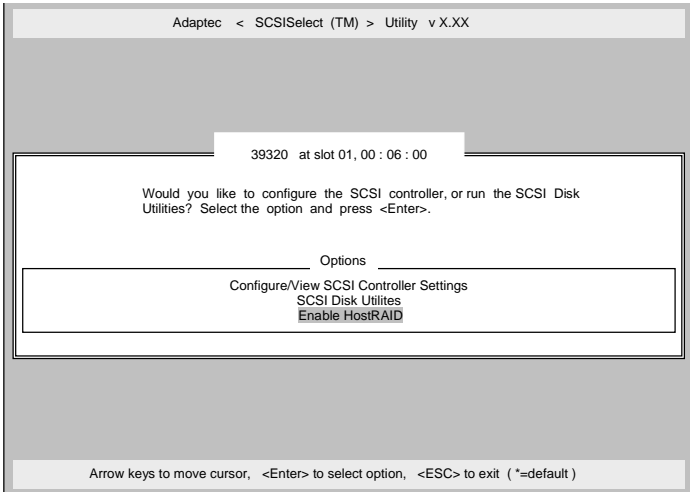 Adaptec < SCSISelect (TM) > Utility v X.XX
39320 at slot 01, 00 : 06 : 00
Would you like to configure the SCSI controller, or run the SCSI Disk
Utilities? Select the option and press <Enter>.
Options
Configure/View SCSI Controller Settings
SCSI Disk Utilites
Enable HostRAID
Arrow keys to move cursor, <Enter> to select option, <ESC> to exit ( *=default )